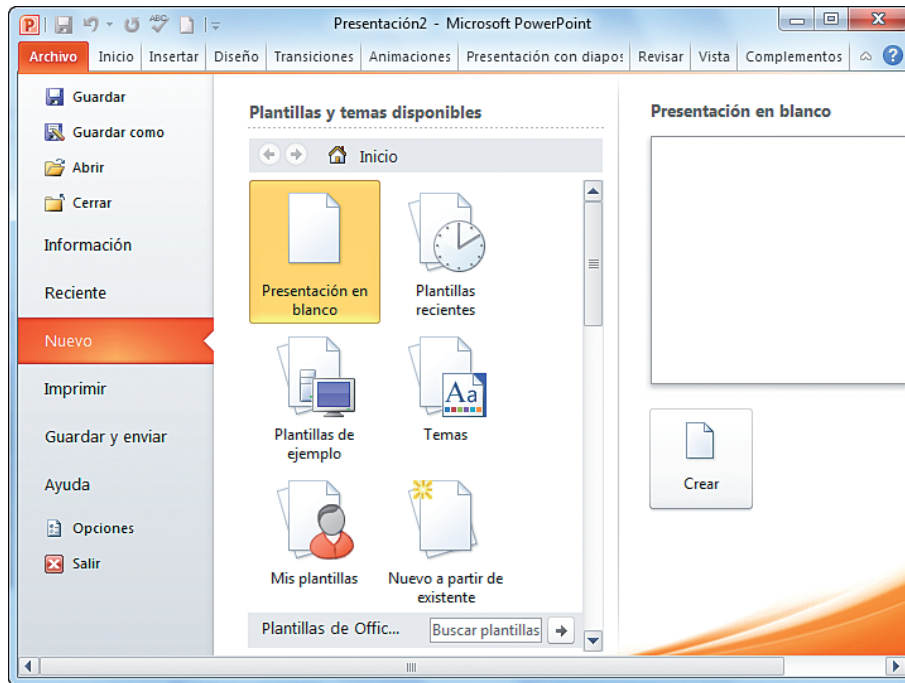 Presentación2 - Microsoft PowerPoint
Archivo Inicio Insertar Diseño Transiciones Animaciones Presentación con diapos Revisar Vista Complementos
Guardar
Guardar como
Abrir
Cerrar
Información
Reciente
Nuevo
Imprimir
Guardar y enviar
Ayuda
Opciones
Salir
Plantillas y temas disponibles
Inicio
Presentación en
blanco
Plantillas
recientes
Plantillas de
ejemplo
Temas
Mis plantillas
Nuevo a partir de
existente
Plantillas de Offic... Buscar plantillas
Presentación en blanco
Crear